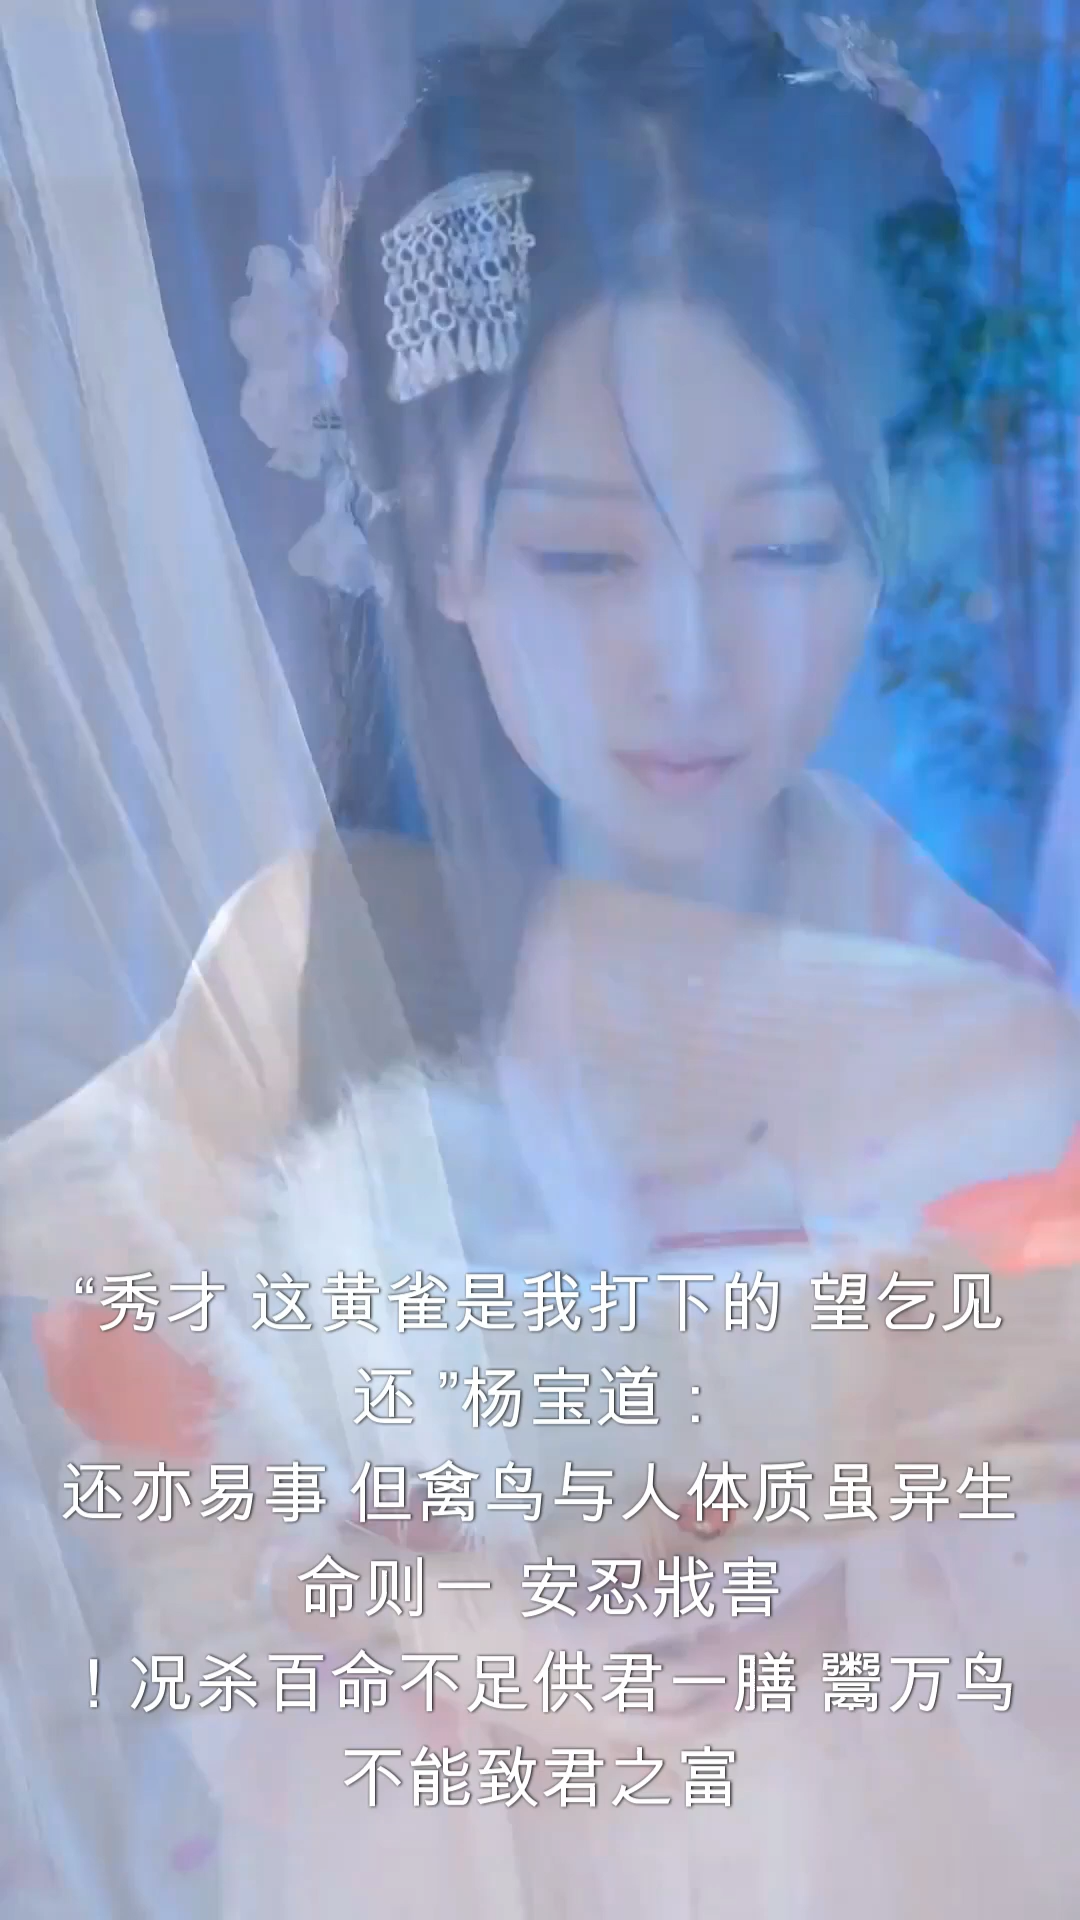 “秀才 这黄雀是我打下的 望乞见
还 ”杨宝道：
还亦易事 但禽鸟与人体质虽异生
命则一 安忍戕害
！况杀百命不足供君一膳 鬻万鸟
不能致君之富